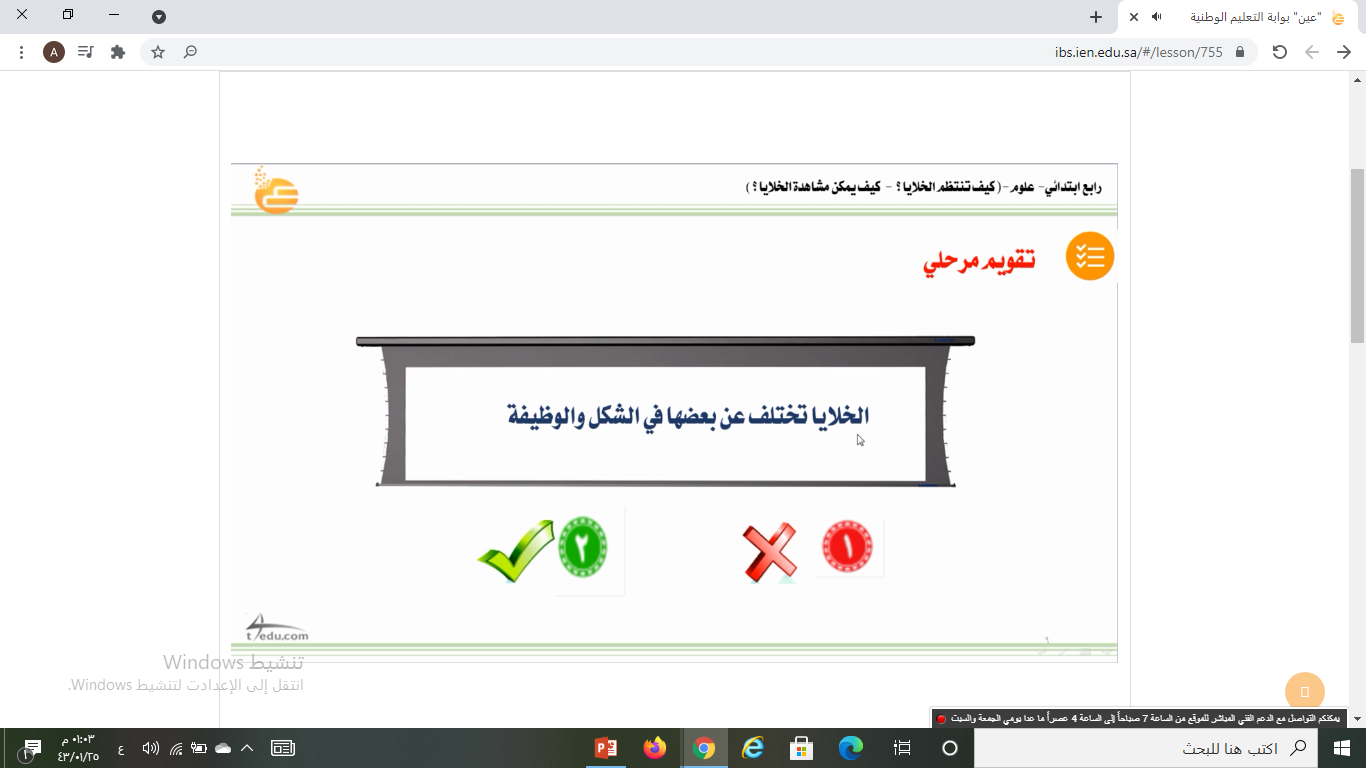 "عين" بوابة التعليم الوطنية
ibs.ien.edu.sa/#/lesson/755
A
رابع ابتدائي- علوم-(كيف تنتظم الخلايا؟ - كيف يمكن مشاهدة الخلايا؟)
تقويم مرحلي
الخلايا تختلف عن بعضها في الشكل والوظيفة
١
٢
t4edu.com
تنشيط Windows
انتقل إلى الإعدادت لتنشيط Windows.
يمكنكم التواصل مع الدعم الفني المباشر للموقع من الساعة 7 صباحاً إلى الساعة 4 عصراً ما عدا يومي الجمعة والسبت
اكتب هنا للبحث
ع
٠١:٠٣ م
٤٣/٠١/٢٥
١